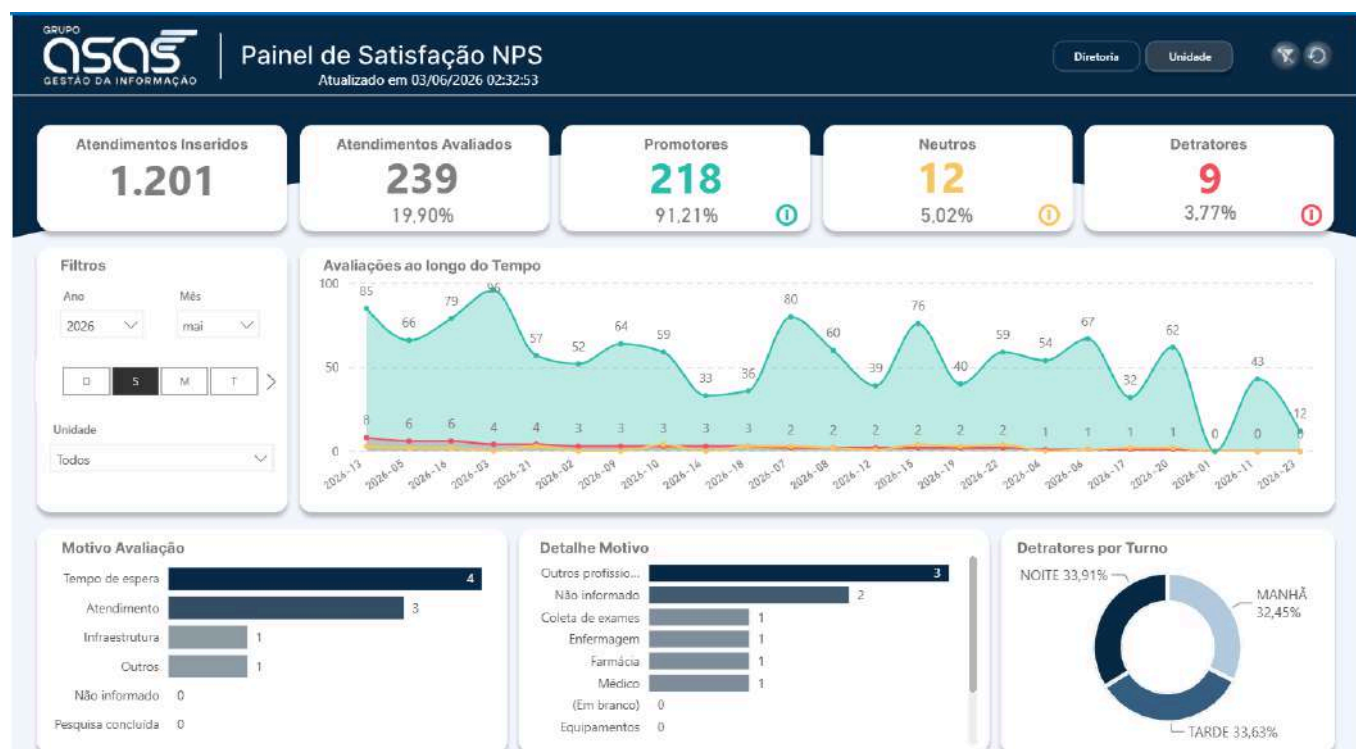 GRUPO
asas
GESTÃO DA INFORMAÇÃO
Painel de Satisfação NPS
Atualizado em 03/06/2026 02:32:53
Diretoria
Unidade
Atendimentos Inseridos
1.201
Atendimentos Avaliados
239
19,90%
Promotores
218
91,21%
Neutros
12
5,02%
Detratores
9
3,77%
Filtros
Ano
Mês
2026
mai
D S M T
Unidade
Todos
Avaliações ao longo do Tempo
100
50
0
85 66 79 96 57 52 64 59 33 36 80 60 39 76 40 59 54 67 32 62 0 43 12
8 6 6 4 4 3 3 3 3 3 2 2 2 2 2 2 1 1 1 1 0 0
2026-13 2026-05 2026-16 2026-03 2026-21 2026-02 2026-09 2026-10 2026-14 2026-18 2026-07 2026-08 2026-12 2026-15 2026-19 2026-22 2026-04 2026-06 2026-17 2026-20 2026-01 2026-11 2026-23
Motivo Avaliação
Tempo de espera 4
Atendimento 3
Infraestrutura 1
Outros 1
Não informado 0
Pesquisa concluída 0
Detalhe Motivo
Outros profissio... 3
Não informado 2
Coleta de exames 1
Enfermagem 1
Farmácia 1
Médico 1
(Em branco) 0
Equipamentos 0
Detratores por Turno
NOITE 33,91%
MANHÃ
32,45%
TARDE 33,63%